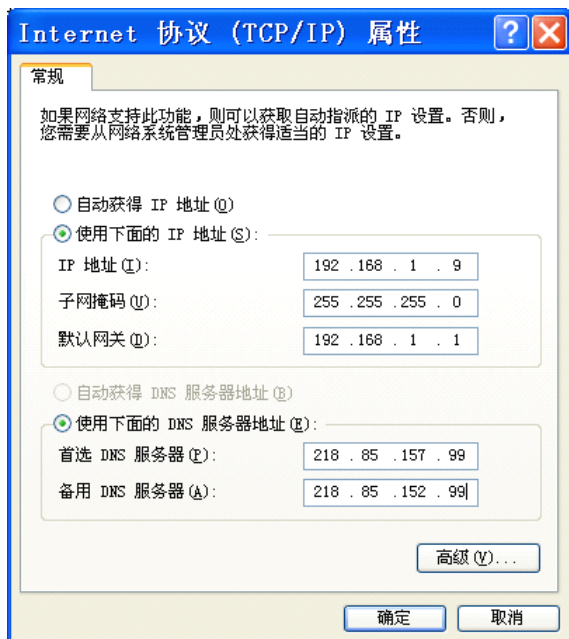 Internet 协议 (TCP/IP) 属性
常规
如果网络支持此功能，则可以获取自动指派的 IP 设置。否则，
您需要从网络系统管理员处获得适当的 IP 设置。
自动获得 IP 地址(O)
使用下面的 IP 地址(S):
IP 地址(I): 192 .168 . 1 . 9
子网掩码(U): 255 .255 .255 . 0
默认网关(D): 192 .168 . 1 . 1
自动获得 DNS 服务器地址(B)
使用下面的 DNS 服务器地址(E):
首选 DNS 服务器(P): 218 . 85 .157 . 99
备用 DNS 服务器(A): 218 . 85 .152 . 99
高级(V)...
确定 取消